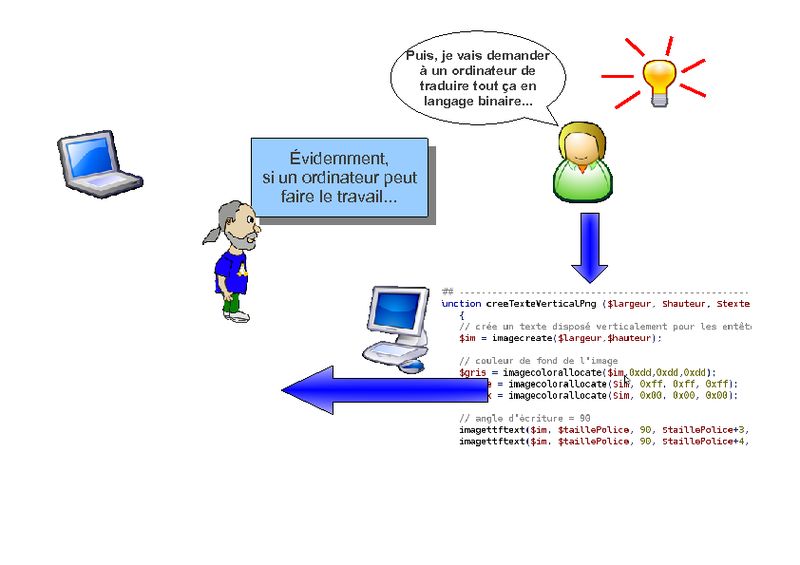 Puis, je vais demander
à un ordinateur de
traduire tout ça en
langage binaire...
Évidemment,
si un ordinateur peut
faire le travail...
## ------------------------------------------------
unction creeTexteVerticalPng ($largeur, $hauteur, $texte
{
// crée un texte disposé verticalement pour les entêt
$im = imagecreate($largeur,$hauteur);
// couleur de fond de l'image
$gris = imagecolorallocate($im,0xdd,0xdd,0xdd);
= imagecolorallocate($im, 0xff, 0xff, 0xff);
= imagecolorallocate($im, 0x00, 0x00, 0x00);
// angle d'écriture = 90
imagettftext($im, $taillePolice, 90, $taillePolice+3,
imagettftext($im, $taillePolice, 90, $taillePolice+4,